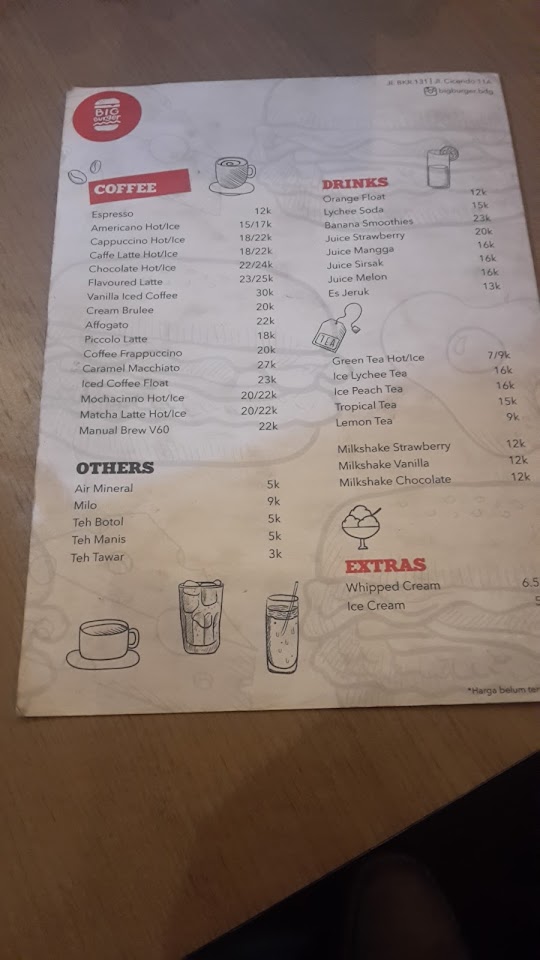 BIG
BURGER
Jl. BKR 131 | Jl. Cicendo 11A
bigburger.bdg
COFFEE
Espresso 12k
Americano Hot/Ice 15/17k
Cappuccino Hot/Ice 18/22k
Caffe Latte Hot/Ice 18/22k
Chocolate Hot/Ice 22/24k
Flavoured Latte 23/25k
Vanilla Iced Coffee 30k
Cream Brulee 20k
Affogato 22k
Piccolo Latte 18k
Coffee Frappuccino 20k
Caramel Macchiato 27k
Iced Coffee Float 23k
Mochacinno Hot/Ice 20/22k
Matcha Latte Hot/Ice 20/22k
Manual Brew V60 22k
OTHERS
Air Mineral 5k
Milo 9k
Teh Botol 5k
Teh Manis 5k
Teh Tawar 3k
DRINKS
Orange Float 12k
Lychee Soda 15k
Banana Smoothies 23k
Juice Strawberry 20k
Juice Mangga 16k
Juice Sirsak 16k
Juice Melon 16k
Es Jeruk 13k
TEA
Green Tea Hot/Ice 7/9k
Ice Lychee Tea 16k
Ice Peach Tea 16k
Tropical Tea 15k
Lemon Tea 9k
Milkshake Strawberry 12k
Milkshake Vanilla 12k
Milkshake Chocolate 12k
EXTRAS
Whipped Cream 6.5
Ice Cream
*Harga belum ter